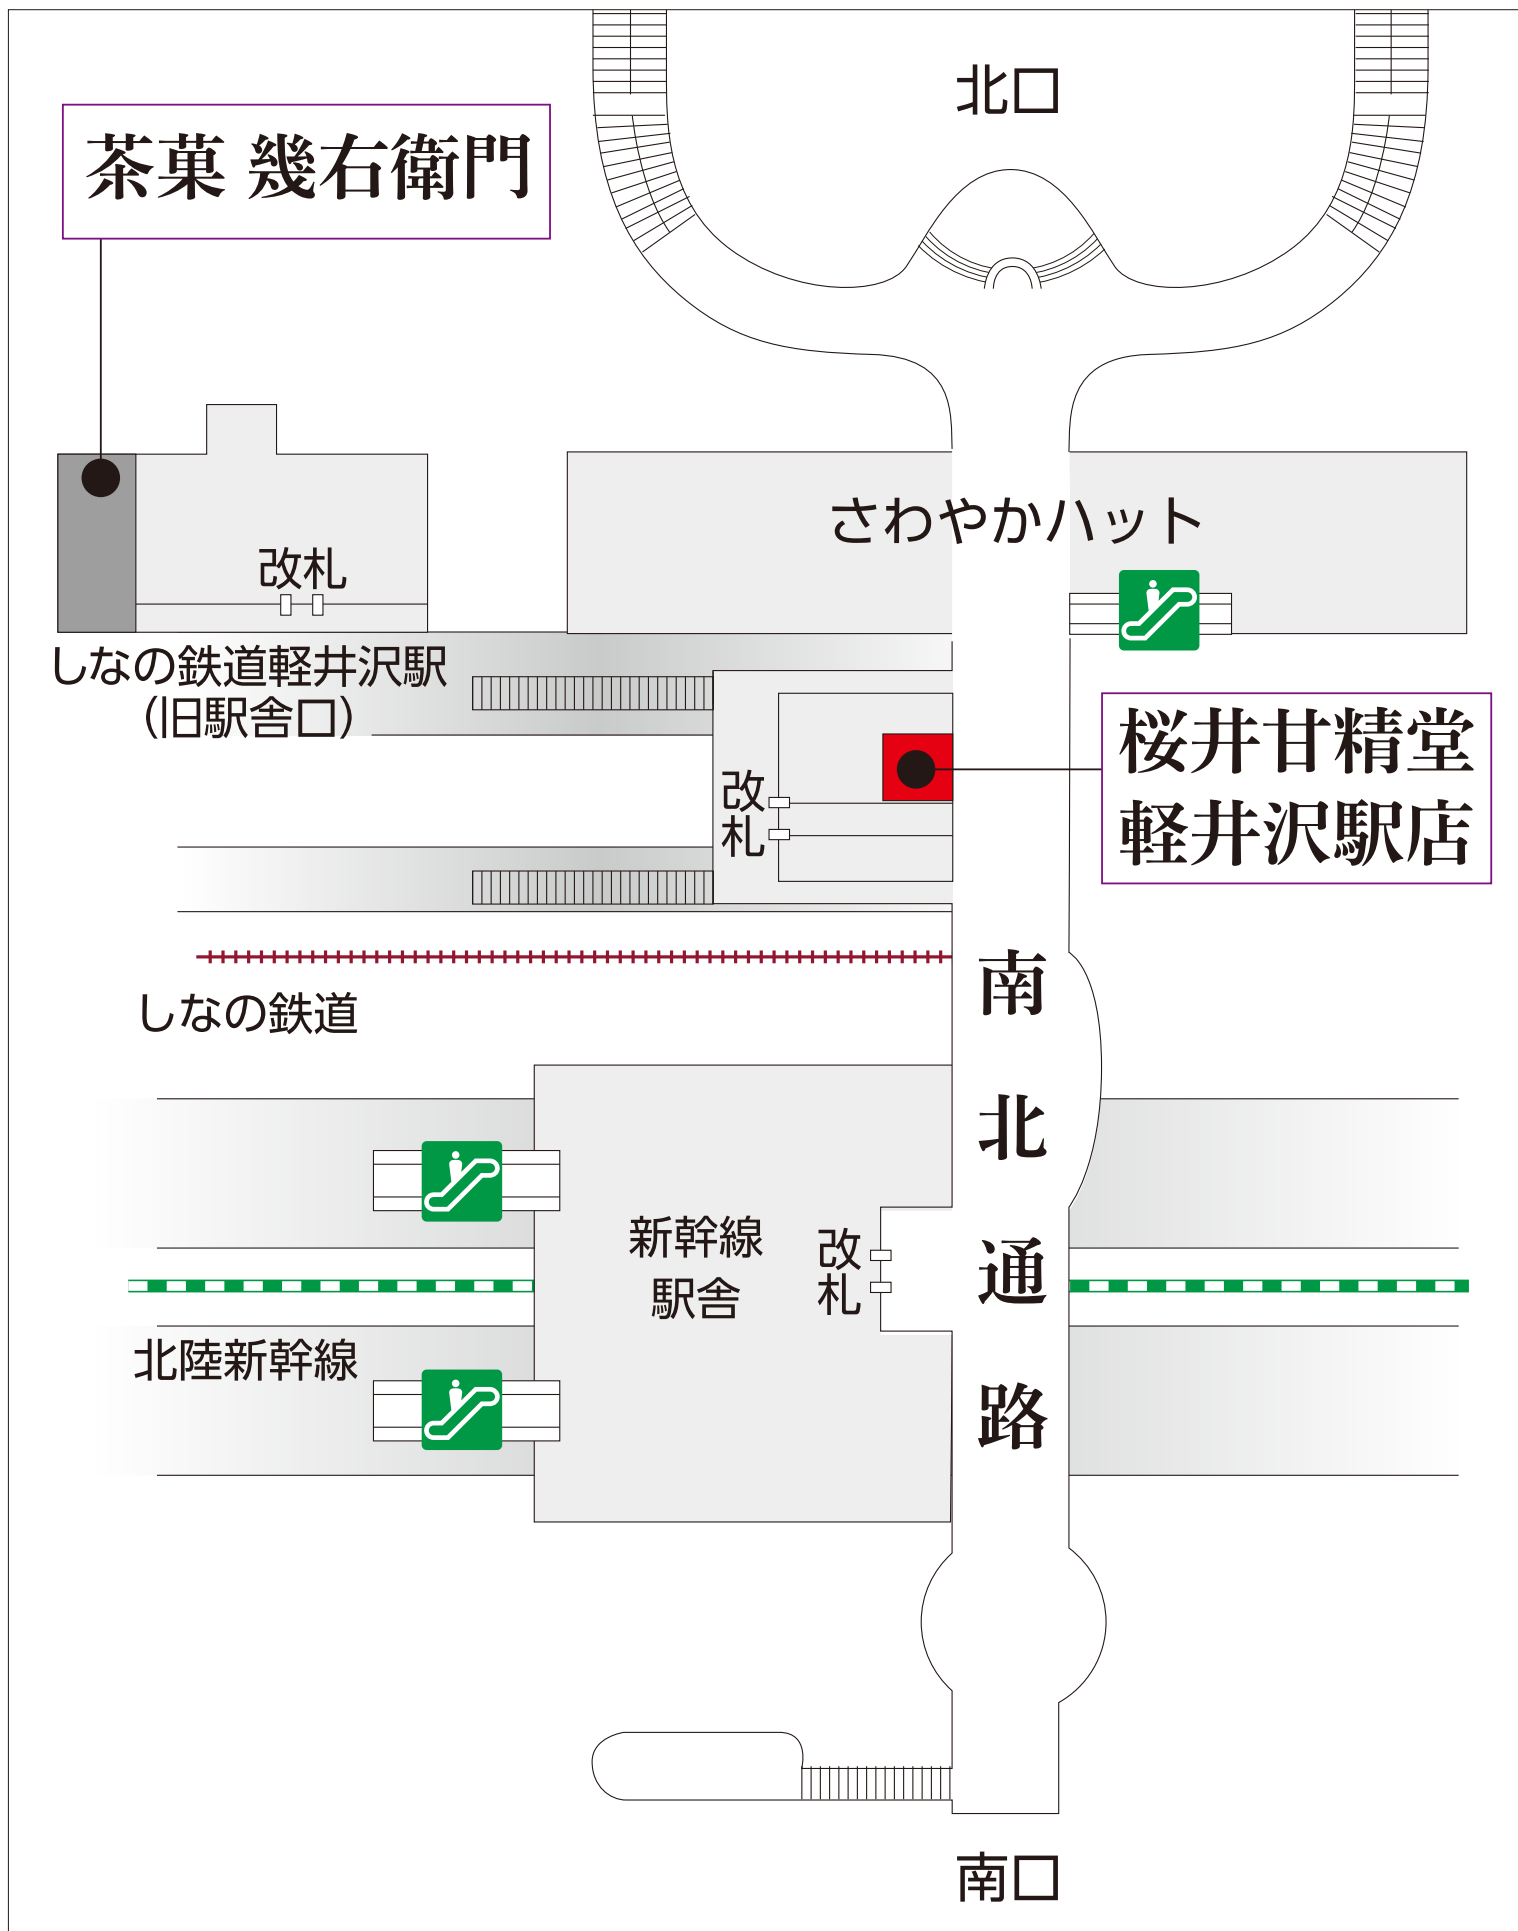 北口
茶菓 幾右衛門
さわやかハット
改札
しなの鉄道軽井沢駅
（旧駅舎口）
桜井甘精堂
軽井沢駅店
改札
南北通路
しなの鉄道
新幹線
駅舎
改札
北陸新幹線
南口